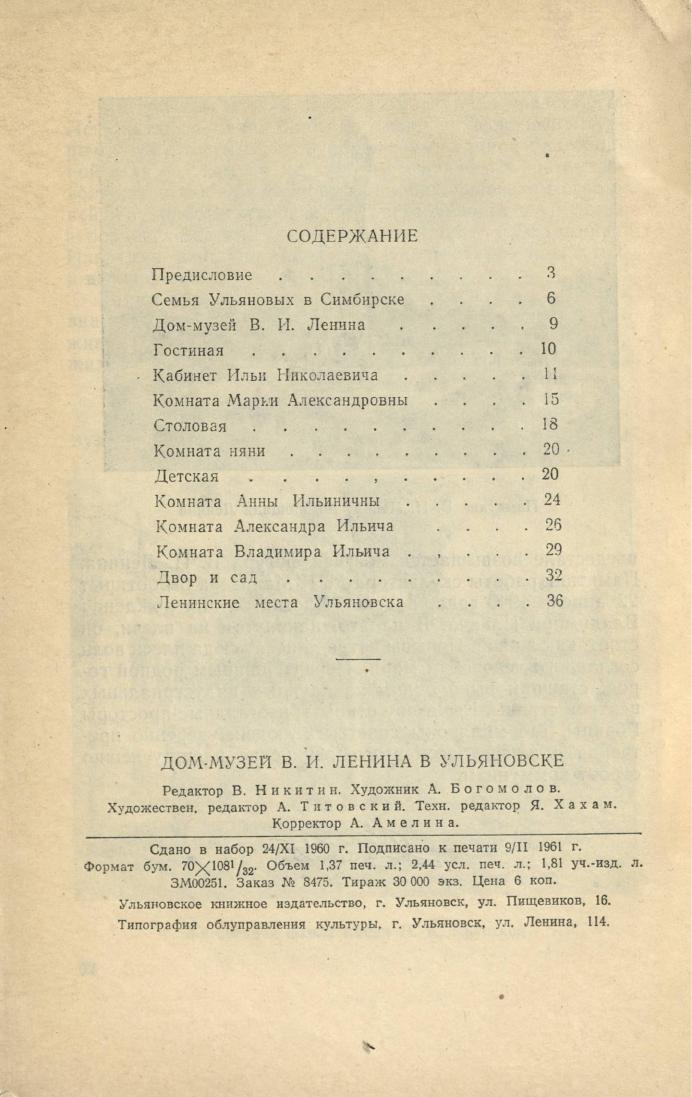 СОДЕРЖАНИЕ
Предисловие . . . . . . . . . 3
Семья Ульяновых в Симбирске . . . . 6
Дом-музей В. И. Ленина . . . . . 9
Гостиная . . . . . . . . . . 10
Кабинет Ильи Николаевича . . . . . 11
Комната Марии Александровны . . . . 15
Столовая . . . . . . . . . . 18
Комната няни . . . . . . . . . 20
Детская . . . . , . . . . . 20
Комната Анны Ильиничны . . . . . 24
Комната Александра Ильича . . . . 26
Комната Владимира Ильича . , . . . 29
Двор и сад . . . . . . . . . 32
Ленинские места Ульяновска . . . . 36
ДОМ-МУЗЕЙ В. И. ЛЕНИНА В УЛЬЯНОВСКЕ
Редактор В. Никитин. Художник А. Богомолов.
Художествен. редактор А. Титовский. Техн. редактор Я. Хахам.
Корректор А. Амелина.
Сдано в набор 24/XI 1960 г. Подписано к печати 9/II 1961 г.
Формат бум. 70×108¹/₃₂. Объем 1,37 печ. л.; 2,44 усл. печ. л.; 1,81 уч.-изд. л.
ЗМ00251. Заказ № 8475. Тираж 30 000 экз. Цена 6 коп.
Ульяновское книжное издательство, г. Ульяновск, ул. Пищевиков, 16.
Типография облуправления культуры, г. Ульяновск, ул. Ленина, 114.